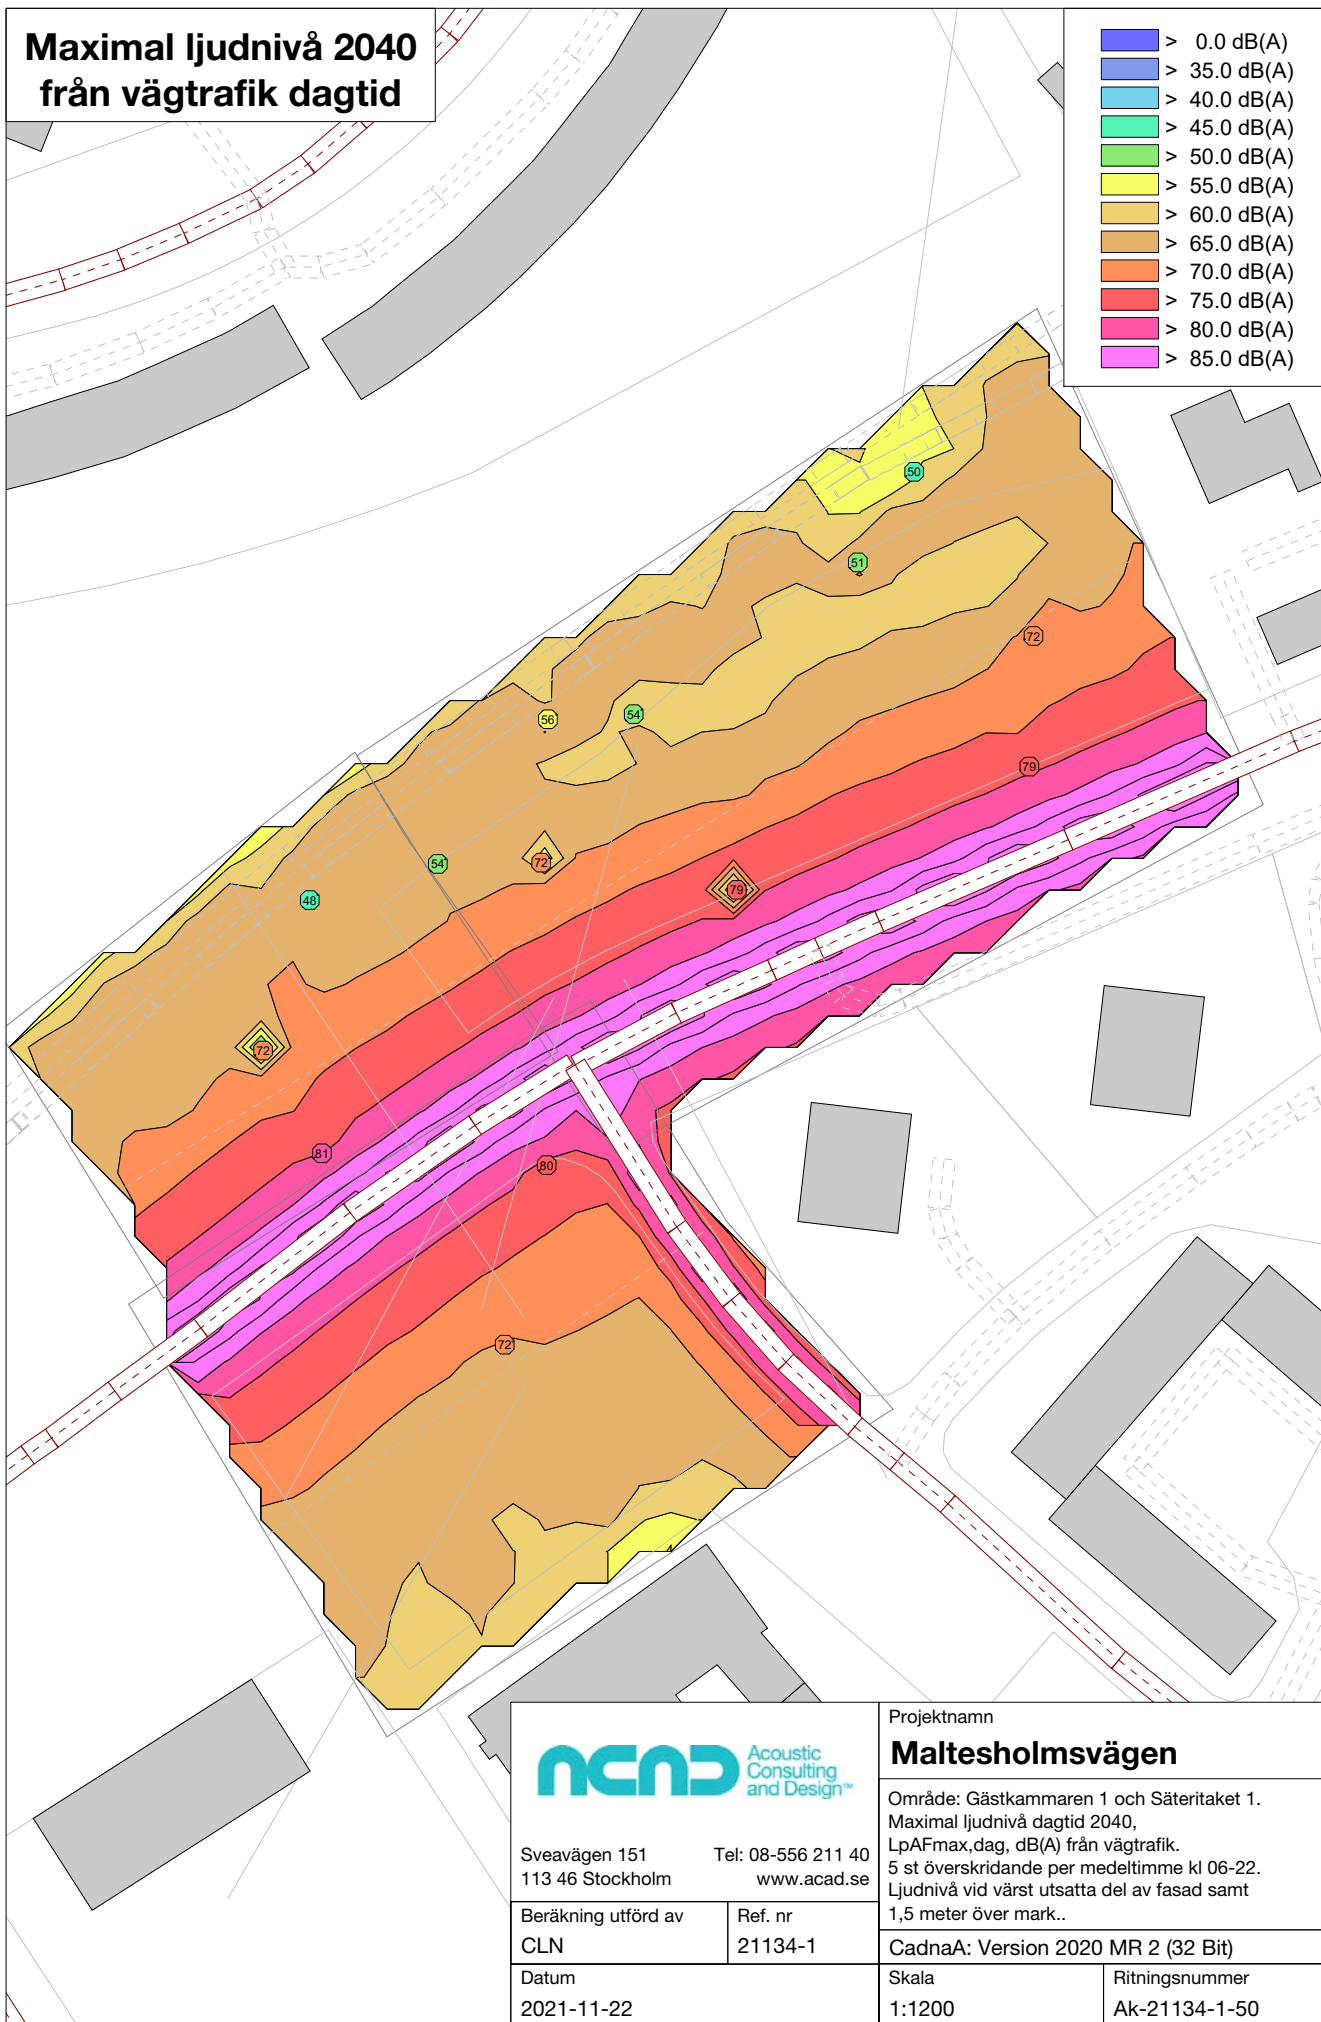 Maximal ljudnivå 2040
från vägtrafik dagtid
> 0.0 dB(A)
> 35.0 dB(A)
> 40.0 dB(A)
> 45.0 dB(A)
> 50.0 dB(A)
> 55.0 dB(A)
> 60.0 dB(A)
> 65.0 dB(A)
> 70.0 dB(A)
> 75.0 dB(A)
> 80.0 dB(A)
> 85.0 dB(A)
50
51
72
56
54
79
54
72
79
48
72
81
80
72
acad Acoustic
Consulting
and Design™
Sveavägen 151 Tel: 08-556 211 40
113 46 Stockholm www.acad.se
Beräkning utförd av
CLN
Ref. nr
21134-1
Datum
2021-11-22
Projektnamn
Maltesholmsvägen
Område: Gästkammaren 1 och Säteritaket 1.
Maximal ljudnivå dagtid 2040,
LpAFmax,dag, dB(A) från vägtrafik.
5 st överskridande per medeltimme kl 06-22.
Ljudnivå vid värst utsatta del av fasad samt
1,5 meter över mark..
CadnaA: Version 2020 MR 2 (32 Bit)
Skala
1:1200
Ritningsnummer
Ak-21134-1-50